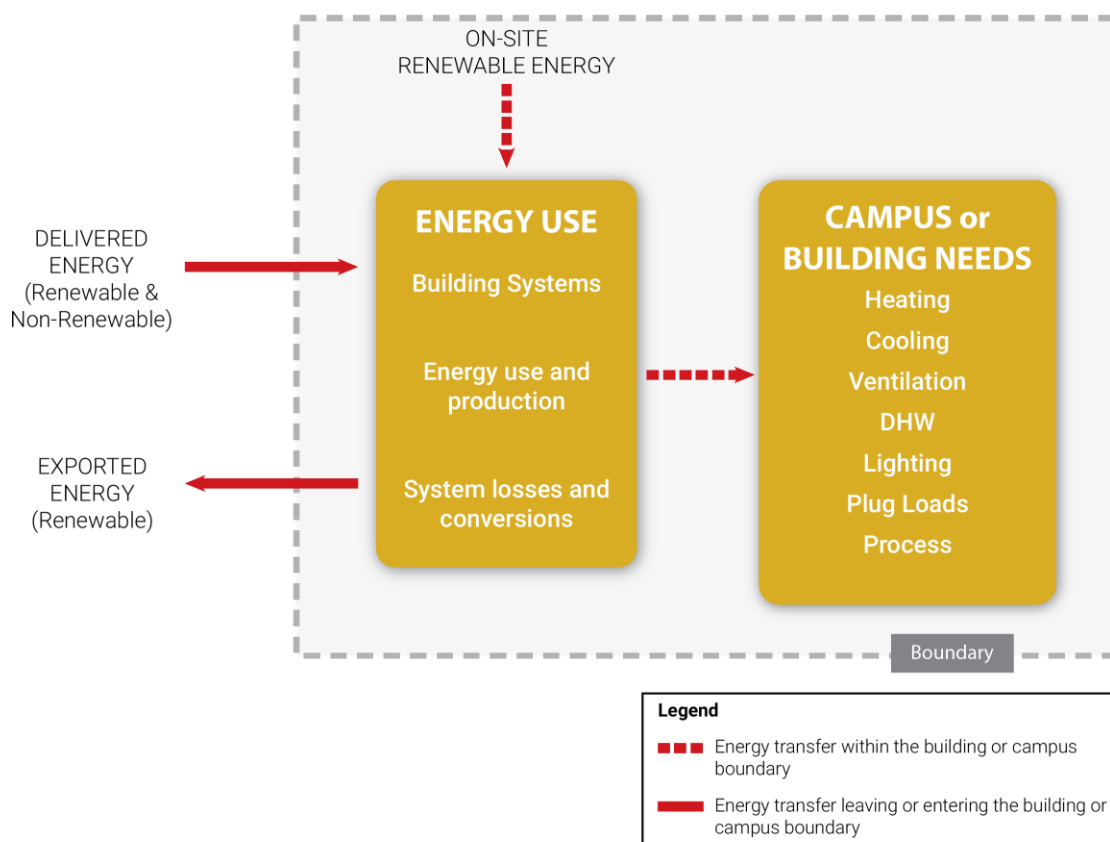 ON-SITE
RENEWABLE ENERGY
DELIVERED
ENERGY
(Renewable &
Non-Renewable)
EXPORTED
ENERGY
(Renewable)
ENERGY USE
Building Systems
Energy use and
production
System losses and
conversions
CAMPUS or
BUILDING NEEDS
Heating
Cooling
Ventilation
DHW
Lighting
Plug Loads
Process
Boundary
Legend
Energy transfer within the building or campus
boundary
Energy transfer leaving or entering the building or
campus boundary